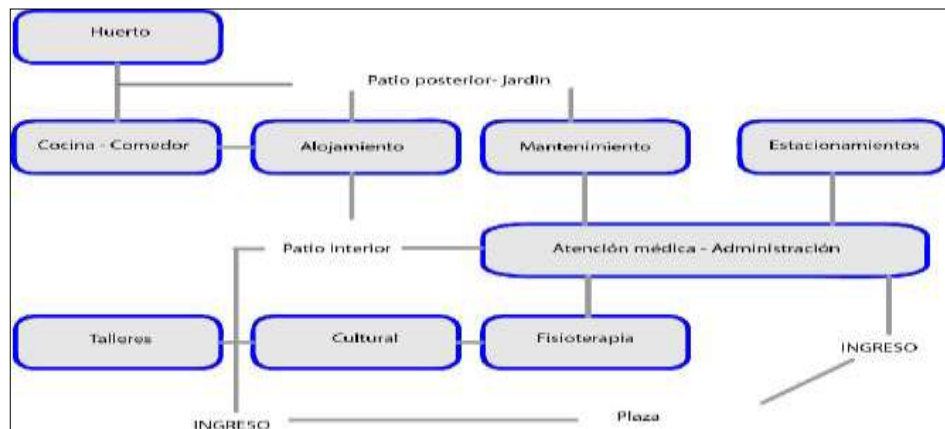 Huerto
Patio posterior- Jardin
Cocina - Comedor
Alojamiento
Mantenimiento
Estacionamientos
Patio interior
Atención médica - Administración
Talleres
Cultural
Fisioterapia
INGRESO
INGRESO
Plaza